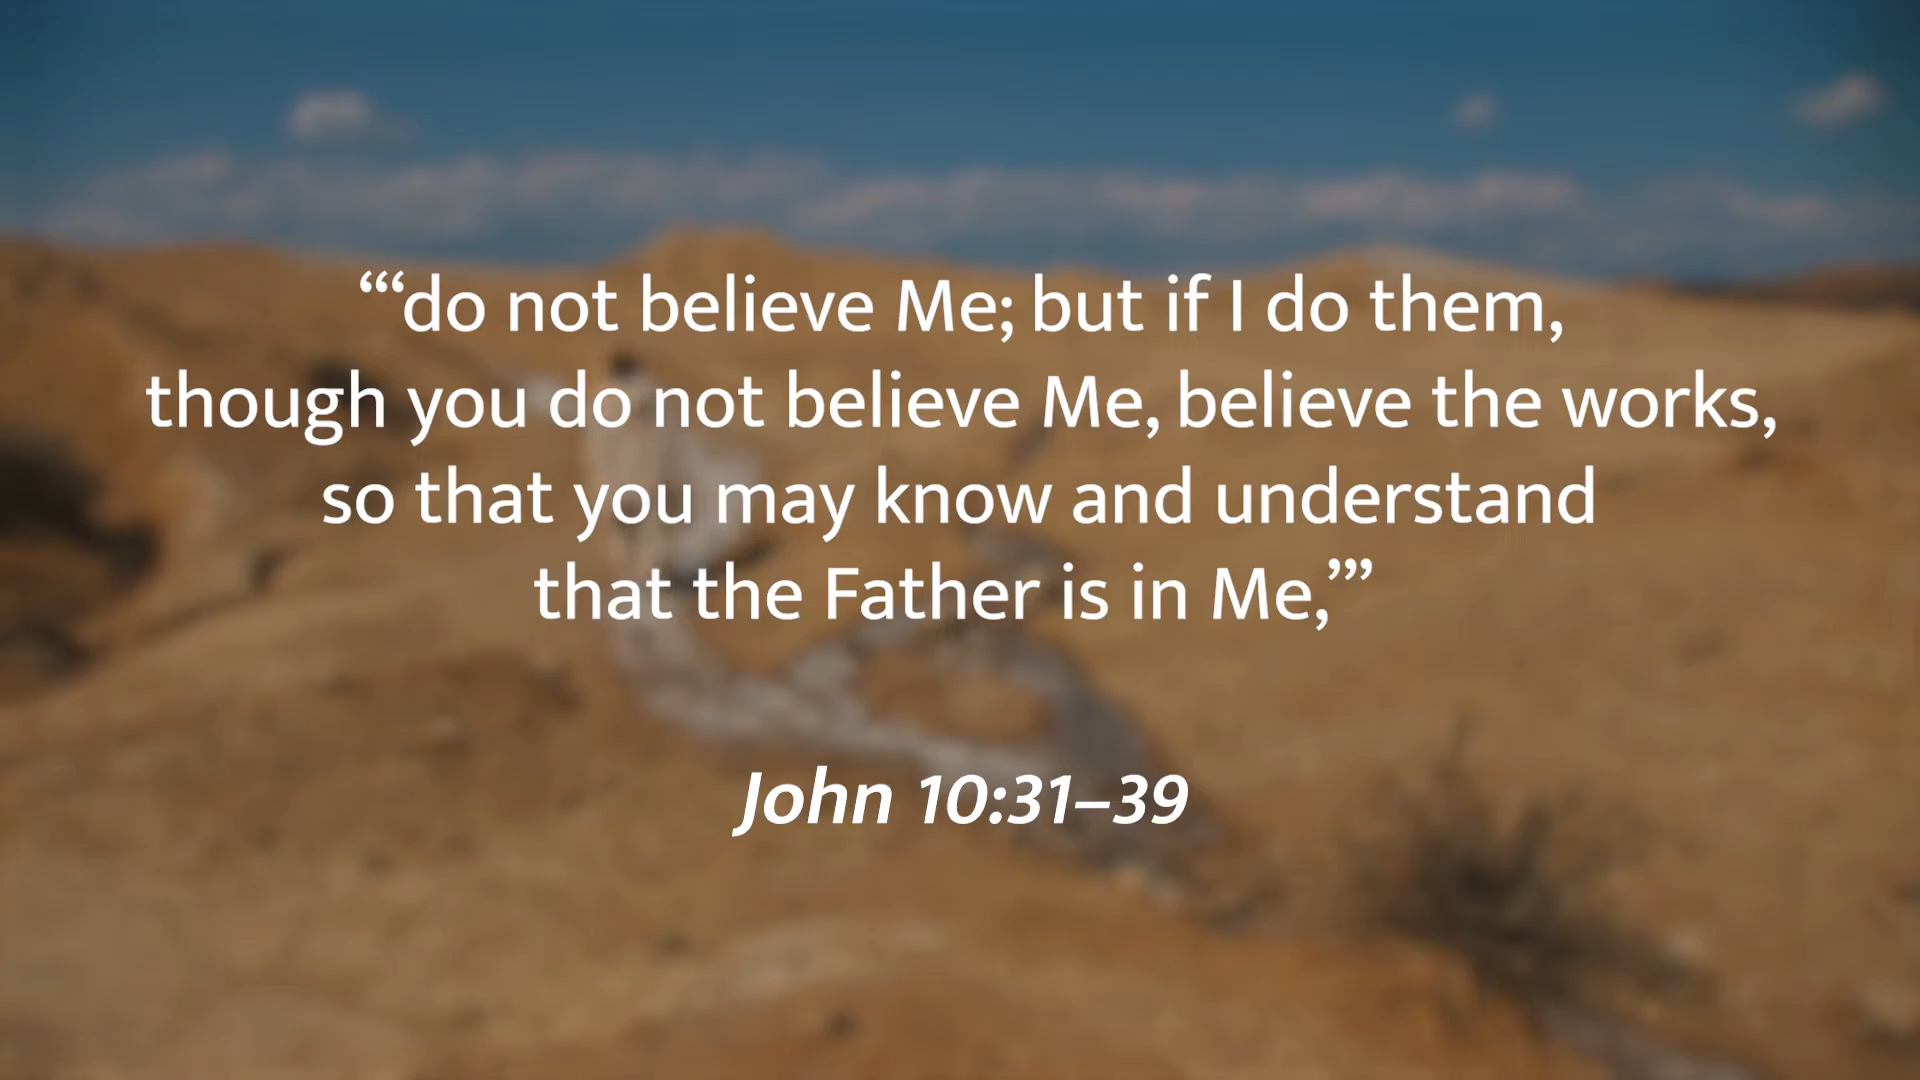 “‘“do not believe Me; but if I do them,
though you do not believe Me, believe the works,
so that you may know and understand
that the Father is in Me,”’”
John 10:31–39